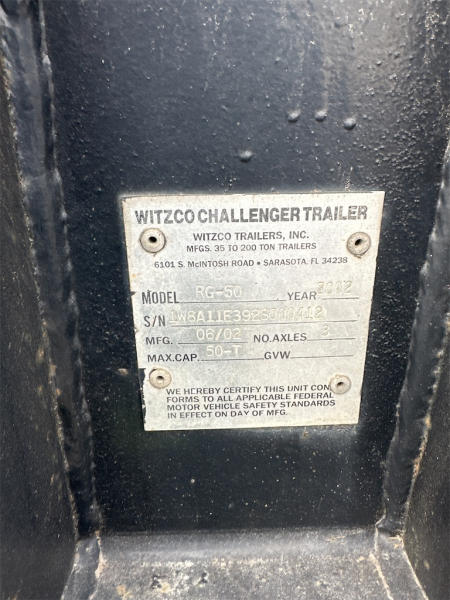 WITZCO CHALLENGER TRAILER
WITZCO TRAILERS, INC.
MFGS. 35 TO 200 TON TRAILERS
6101 S. McINTOSH ROAD • SARASOTA, FL 34238
MODEL RG-50 YEAR 2002
S/N
MFG. 06/02 NO. AXLES 3
MAX. CAP. 50-T GVW
WE HEREBY CERTIFY THIS UNIT CON-
FORMS TO ALL APPLICABLE FEDERAL
MOTOR VEHICLE SAFETY STANDARDS
IN EFFECT ON DAY OF MFG.